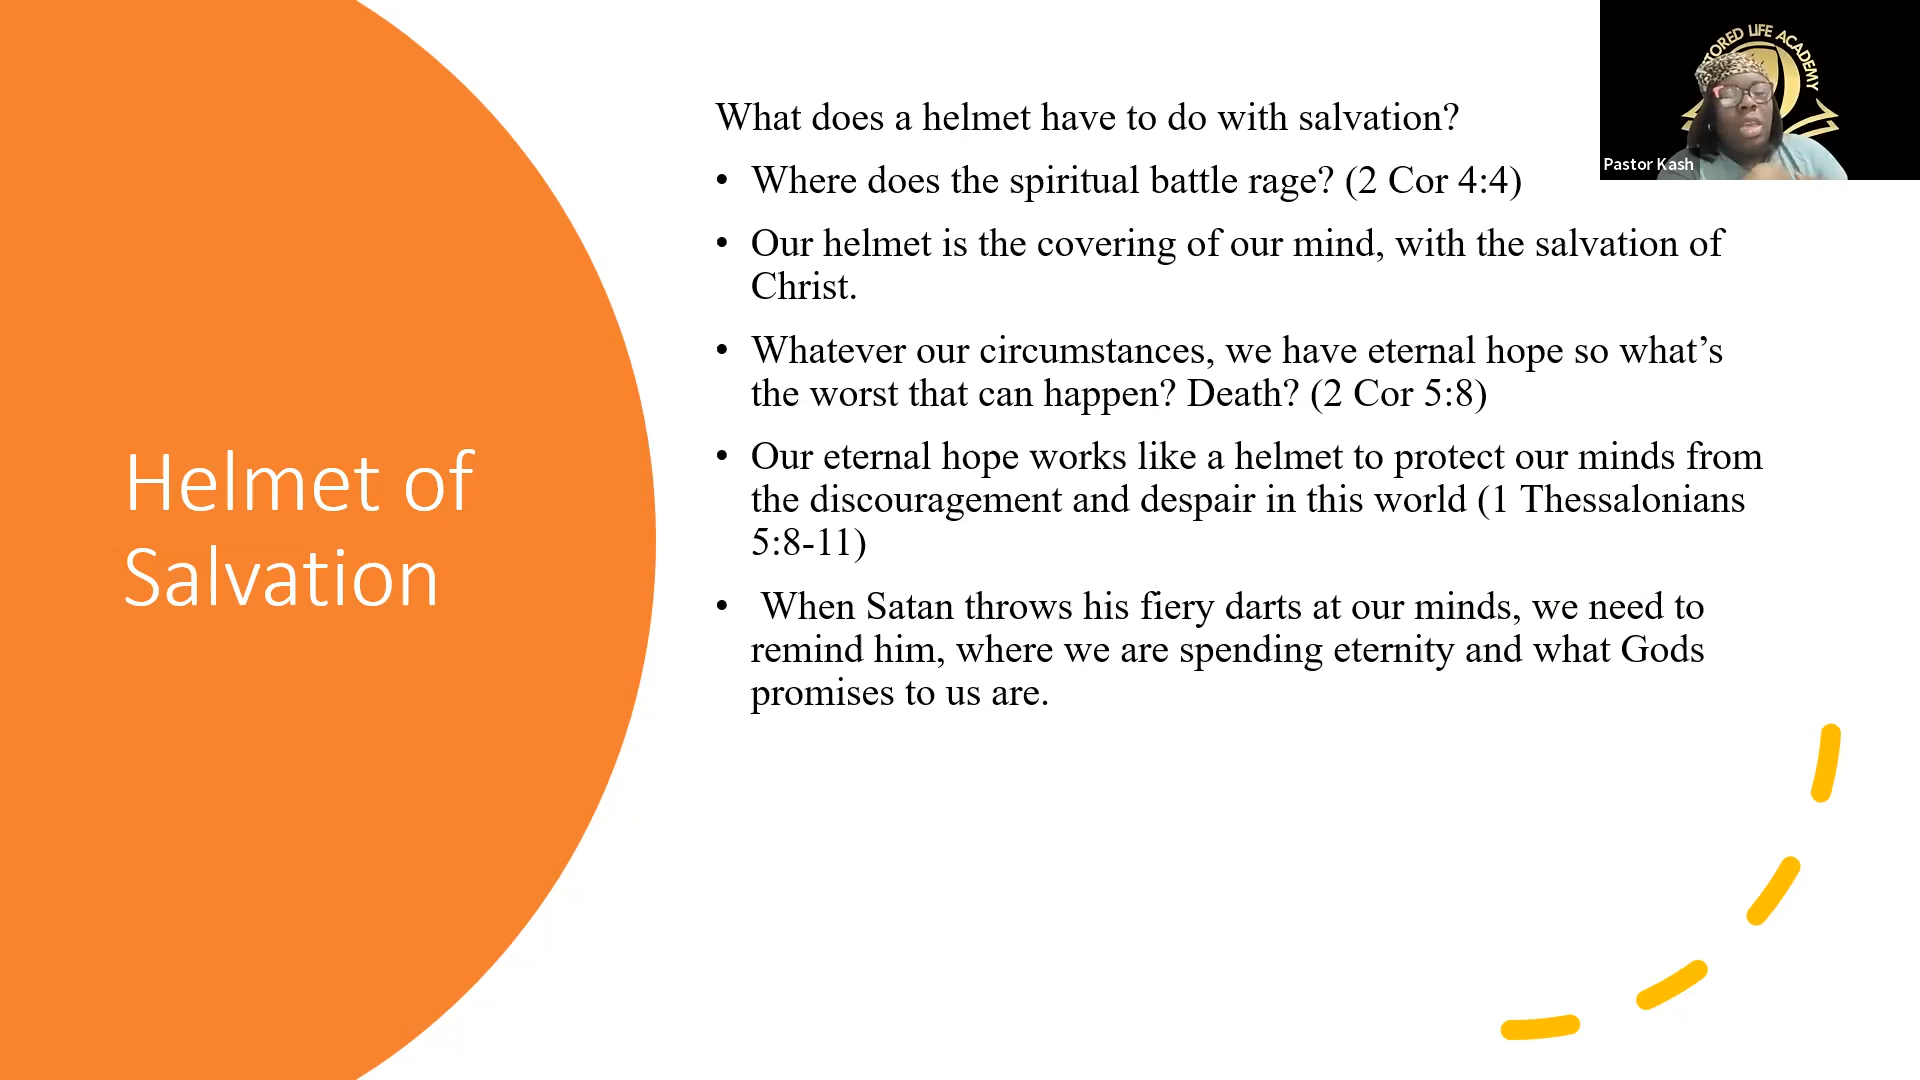 Helmet of
Salvation
What does a helmet have to do with salvation?
• Where does the spiritual battle rage? (2 Cor 4:4)
• Our helmet is the covering of our mind, with the salvation of
Christ.
• Whatever our circumstances, we have eternal hope so what’s
the worst that can happen? Death? (2 Cor 5:8)
• Our eternal hope works like a helmet to protect our minds from
the discouragement and despair in this world (1 Thessalonians
5:8-11)
• When Satan throws his fiery darts at our minds, we need to
remind him, where we are spending eternity and what Gods
promises to us are.
LIFE ACADEMY
Pastor Kash